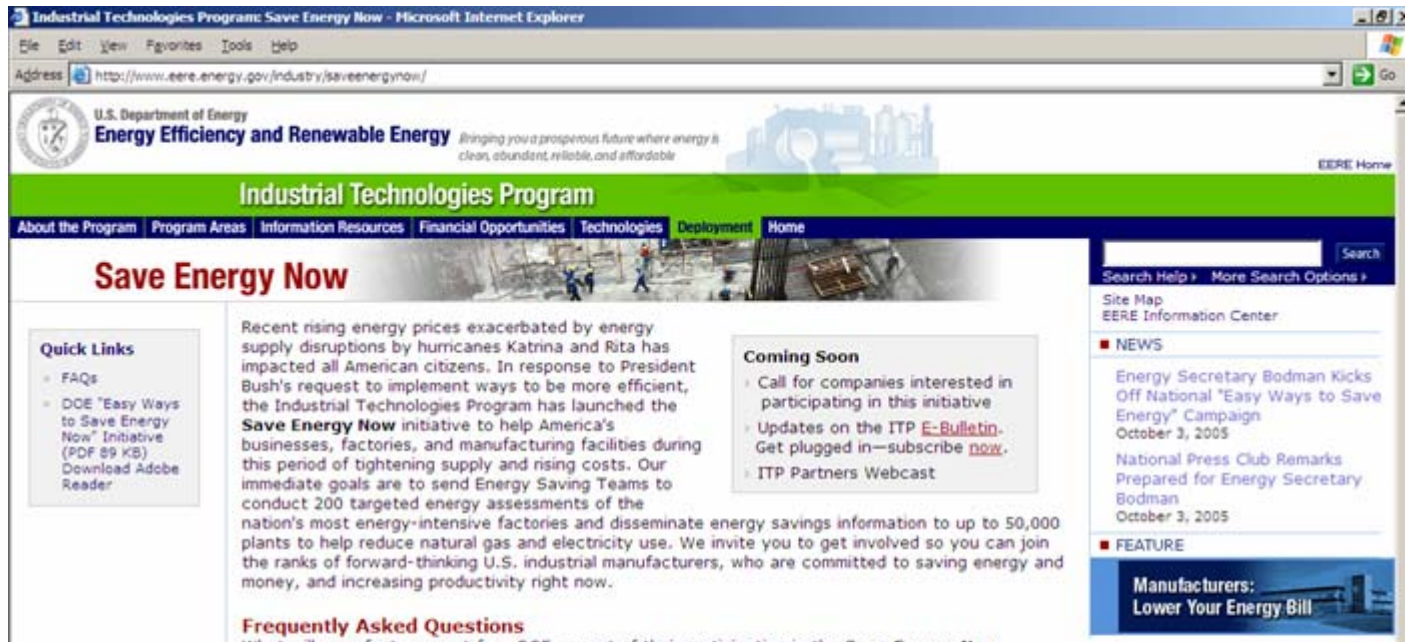 Industrial Technologies Program: Save Energy Now - Microsoft Internet Explorer
File Edit View Favorites Tools Help
Address http://www.eere.energy.gov/industry/saveenergynow/ Go
U.S. Department of Energy
Energy Efficiency and Renewable Energy
Bringing you a prosperous future where energy is
clean, abundant, reliable, and affordable
EERE Home
Industrial Technologies Program
About the Program Program Areas Information Resources Financial Opportunities Technologies Deployment Home
Search
Search Help More Search Options
Save Energy Now
Site Map
EERE Information Center
Quick Links
FAQs
DOE "Easy Ways
to Save Energy
Now" Initiative
(PDF 89 KB)
Download Adobe
Reader
Recent rising energy prices exacerbated by energy
supply disruptions by hurricanes Katrina and Rita has
impacted all American citizens. In response to President
Bush's request to implement ways to be more efficient,
the Industrial Technologies Program has launched the
Save Energy Now initiative to help America's
businesses, factories, and manufacturing facilities during
this period of tightening supply and rising costs. Our
immediate goals are to send Energy Saving Teams to
conduct 200 targeted energy assessments of the
nation's most energy-intensive factories and disseminate energy savings information to up to 50,000
plants to help reduce natural gas and electricity use. We invite you to get involved so you can join
the ranks of forward-thinking U.S. industrial manufacturers, who are committed to saving energy and
money, and increasing productivity right now.
Coming Soon
Call for companies interested in
participating in this initiative
Updates on the ITP E-Bulletin.
Get plugged in—subscribe now.
ITP Partners Webcast
NEWS
Energy Secretary Bodman Kicks
Off National "Easy Ways to Save
Energy" Campaign
October 3, 2005
National Press Club Remarks
Prepared for Energy Secretary
Bodman
October 3, 2005
FEATURE
Manufacturers:
Lower Your Energy Bill
Frequently Asked Questions